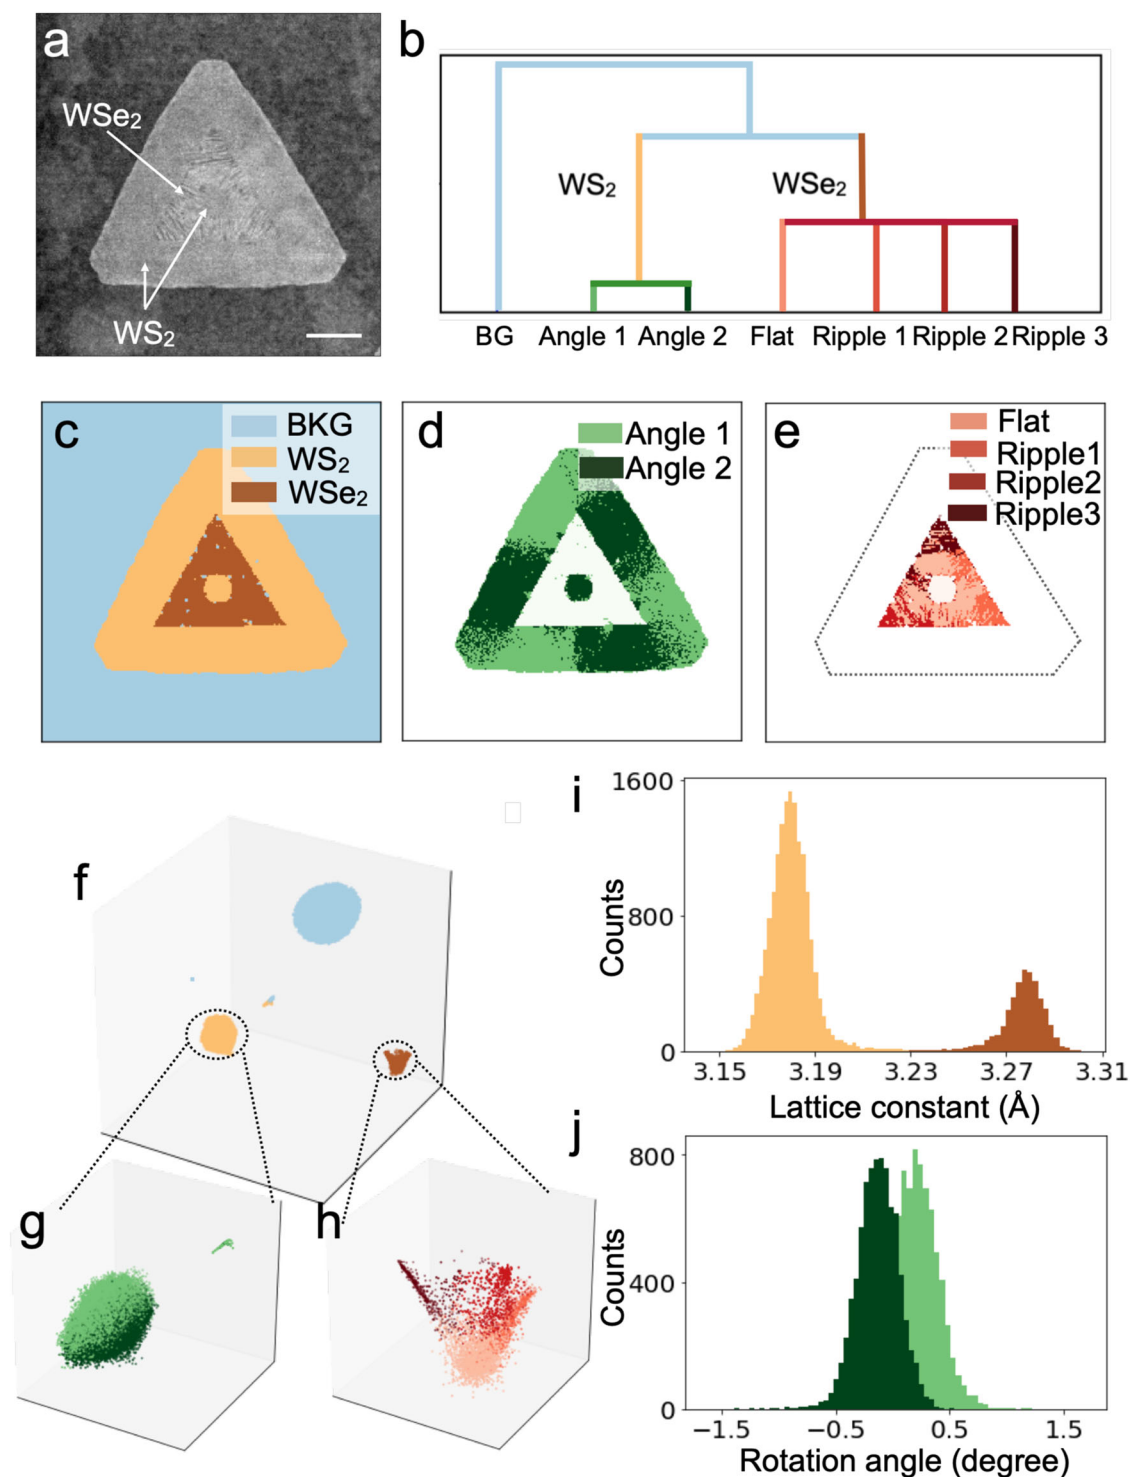 a
WSe₂
WS₂
b
WS₂
WSe₂
BG Angle 1 Angle 2 Flat Ripple 1 Ripple 2 Ripple 3
c
BKG
WS₂
WSe₂
d
Angle 1
Angle 2
e
Flat
Ripple1
Ripple2
Ripple3
f
g
h
i
1600
800
0
Counts
3.15 3.19 3.23 3.27 3.31
Lattice constant (Å)
j
800
400
0
Counts
−1.5 −0.5 0.5 1.5
Rotation angle (degree)